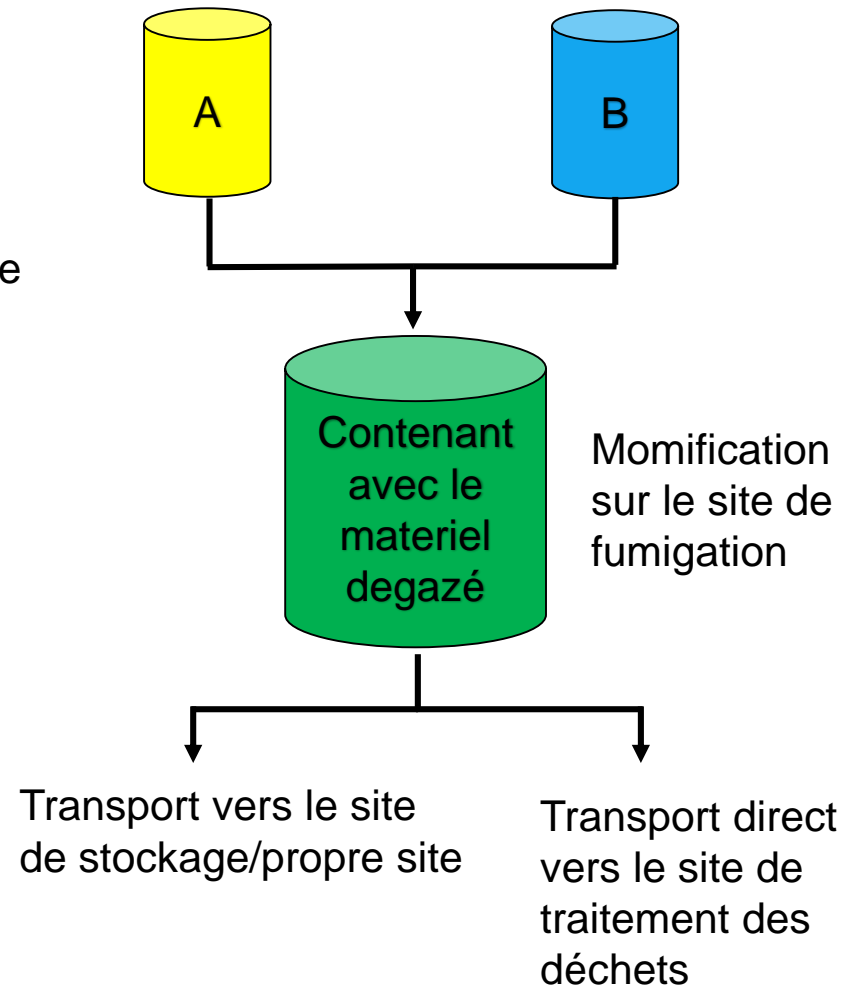 A
B
e
Contenant
avec le
materiel
degazé
Momification
sur le site de
fumigation
Transport vers le site
de stockage/propre site
Transport direct
vers le site de
traitement des
déchets